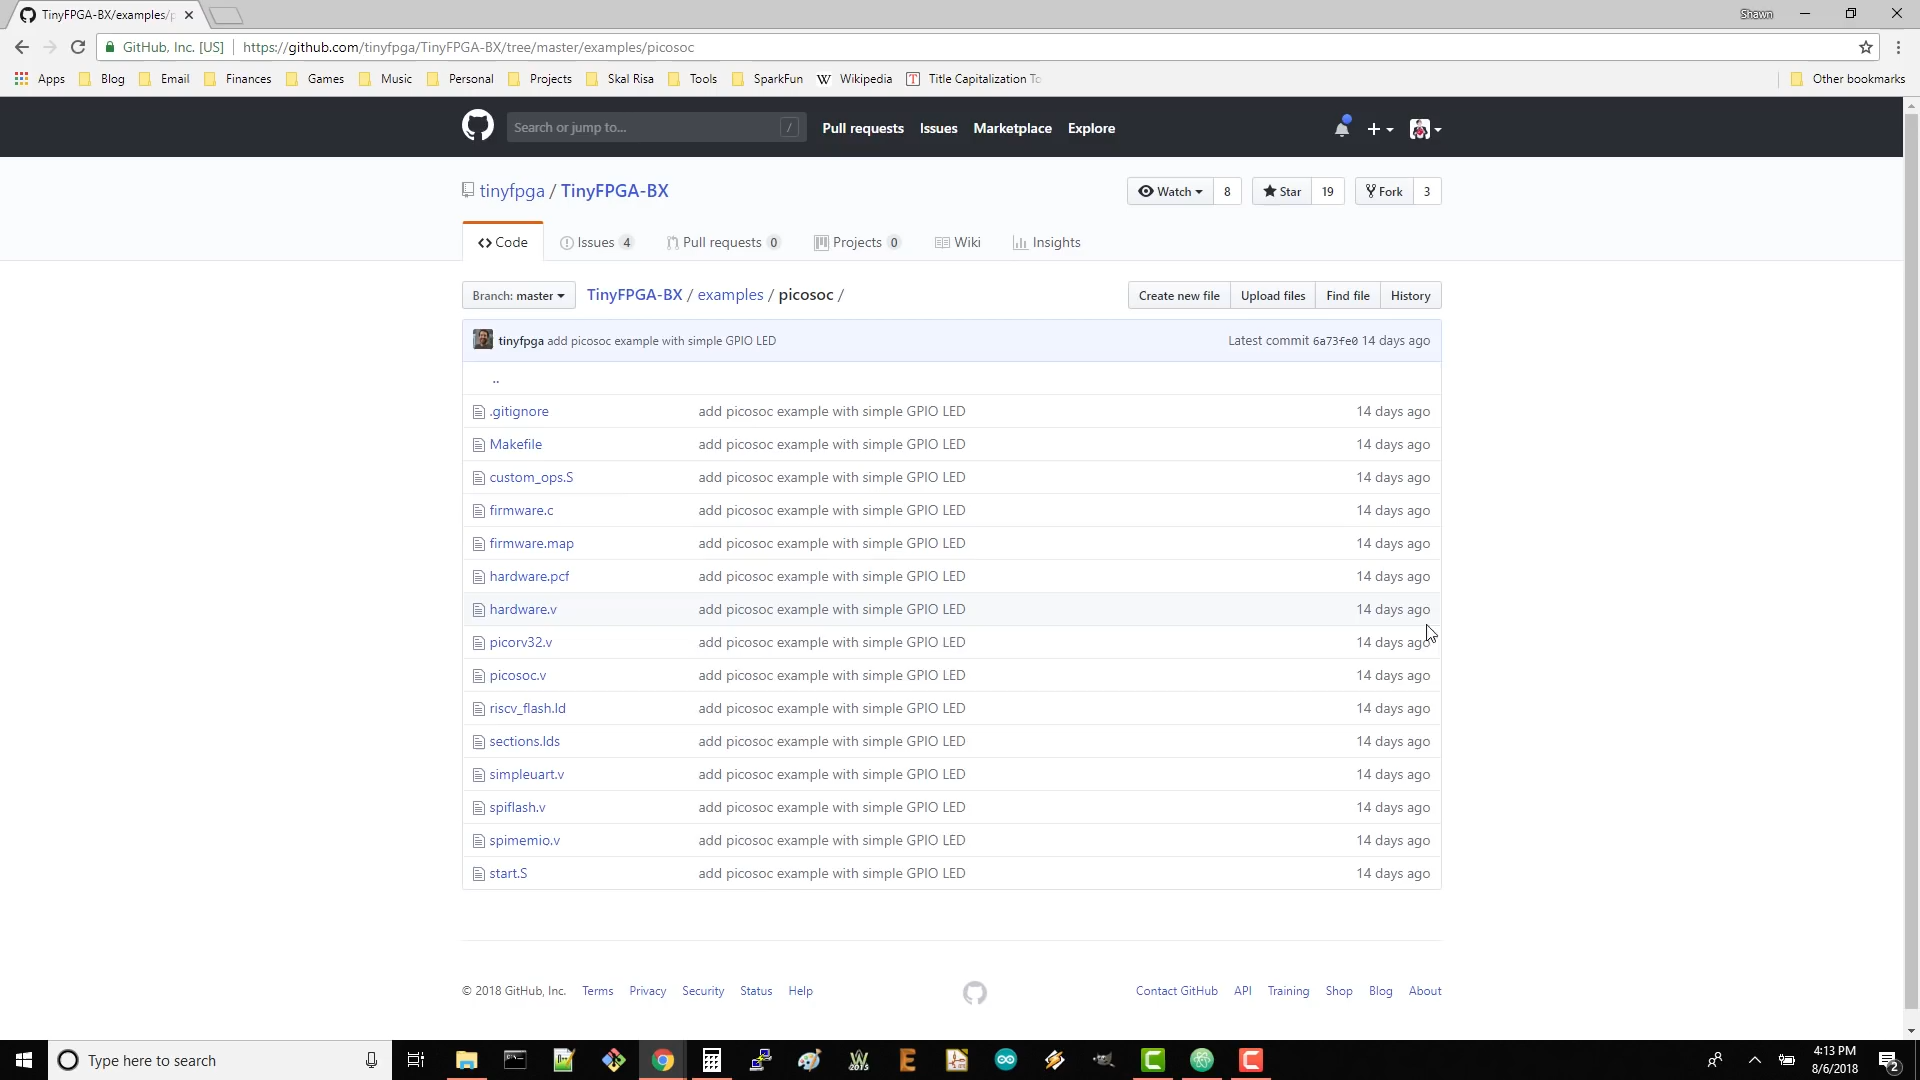 TinyFPGA-BX/examples/p
Shawn
GitHub, Inc. [US] https://github.com/tinyfpga/TinyFPGA-BX/tree/master/examples/picosoc
Apps Blog Email Finances Games Music Personal Projects Skal Risa Tools SparkFun W Wikipedia T Title Capitalization To Other bookmarks
Search or jump to... / Pull requests Issues Marketplace Explore
tinyfpga / TinyFPGA-BX Watch 8 Star 19 Fork 3
Code Issues 4 Pull requests 0 Projects 0 Wiki Insights
Branch: master TinyFPGA-BX / examples / picosoc / Create new file Upload files Find file History
tinyfpga add picosoc example with simple GPIO LED Latest commit 6a73fe0 14 days ago
..
.gitignore add picosoc example with simple GPIO LED 14 days ago
Makefile add picosoc example with simple GPIO LED 14 days ago
custom_ops.S add picosoc example with simple GPIO LED 14 days ago
firmware.c add picosoc example with simple GPIO LED 14 days ago
firmware.map add picosoc example with simple GPIO LED 14 days ago
hardware.pcf add picosoc example with simple GPIO LED 14 days ago
hardware.v add picosoc example with simple GPIO LED 14 days ago
picorv32.v add picosoc example with simple GPIO LED 14 days ago
picosoc.v add picosoc example with simple GPIO LED 14 days ago
riscv_flash.ld add picosoc example with simple GPIO LED 14 days ago
sections.lds add picosoc example with simple GPIO LED 14 days ago
simpleuart.v add picosoc example with simple GPIO LED 14 days ago
spiflash.v add picosoc example with simple GPIO LED 14 days ago
spimemio.v add picosoc example with simple GPIO LED 14 days ago
start.S add picosoc example with simple GPIO LED 14 days ago
© 2018 GitHub, Inc. Terms Privacy Security Status Help Contact GitHub API Training Shop Blog About
Type here to search
4:13 PM
8/6/2018
2